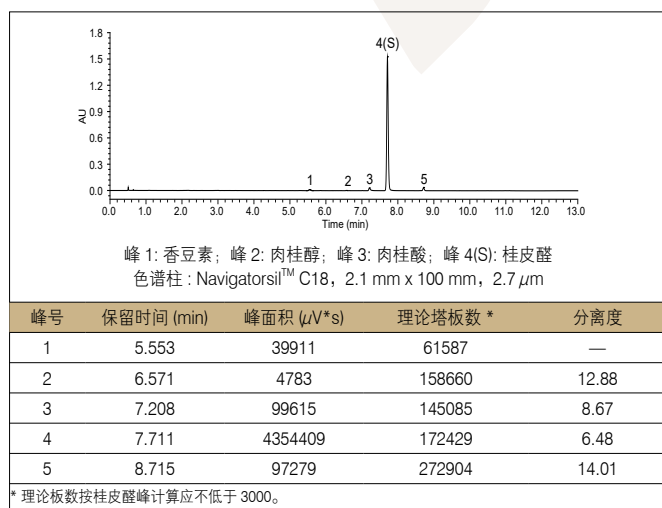 1.8
1.5
1.2
0.9
0.6
0.3
0.0
AU
4(S)
1
2
3
5
0.0 1.0 2.0 3.0 4.0 5.0 6.0 7.0 8.0 9.0 10.0 11.0 12.0 13.0
Time (min)
峰 1: 香豆素；峰 2: 肉桂醇；峰 3: 肉桂酸；峰 4(S): 桂皮醛
色谱柱 : Navigatorsil™ C18，2.1 mm x 100 mm，2.7 μm
峰号 保留时间 (min) 峰面积 (μV*s) 理论塔板数 * 分离度
1 5.553 39911 61587 —
2 6.571 4783 158660 12.88
3 7.208 99615 145085 8.67
4 7.711 4354409 172429 6.48
5 8.715 97279 272904 14.01
* 理论板数按桂皮醛峰计算应不低于 3000。